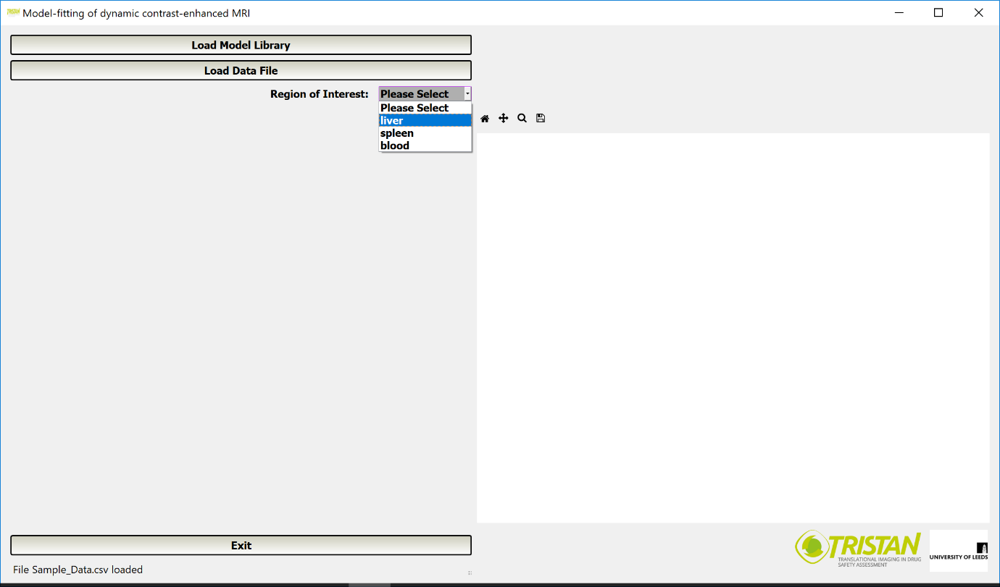 Model-fitting of dynamic contrast-enhanced MRI
Load Model Library
Load Data File
Region of Interest: Please Select
Please Select
liver
spleen
blood
Exit
TRISTAN
TRANSLATIONAL IMAGING IN DRUG
SAFETY ASSESSMENT
UNIVERSITY OF LEEDS
File Sample_Data.csv loaded